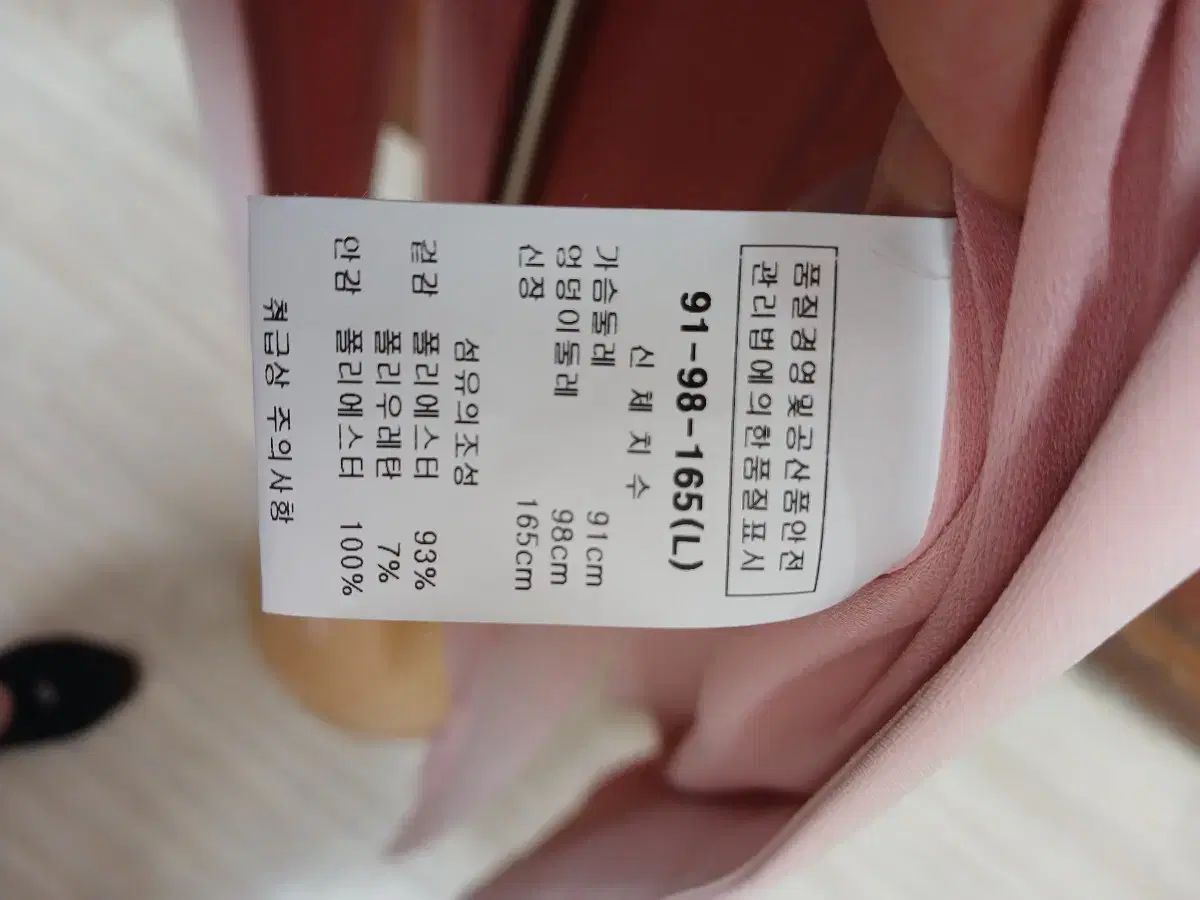 품질경영및공산품안전
관리법에의한품질표시
91-98-165(L)
신 체 치 수
가슴둘레 91cm
엉덩이둘레 98cm
신장 165cm
섬유의조성
겉감 폴리에스터 93%
폴리우레탄 7%
안감 폴리에스터 100%
취급상 주의사항